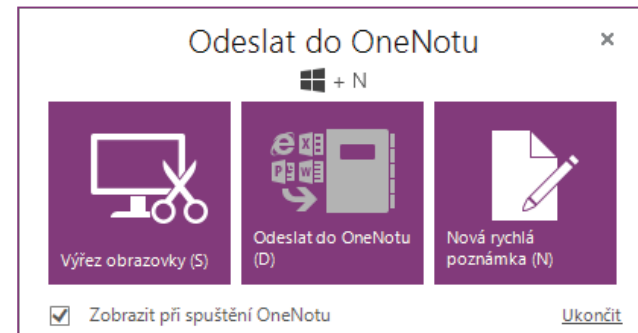 Odeslat do OneNotu
+ N
Výřez obrazovky (S)
Odeslat do OneNotu
(D)
Nová rychlá
poznámka (N)
Zobrazit při spuštění OneNotu
Ukončit